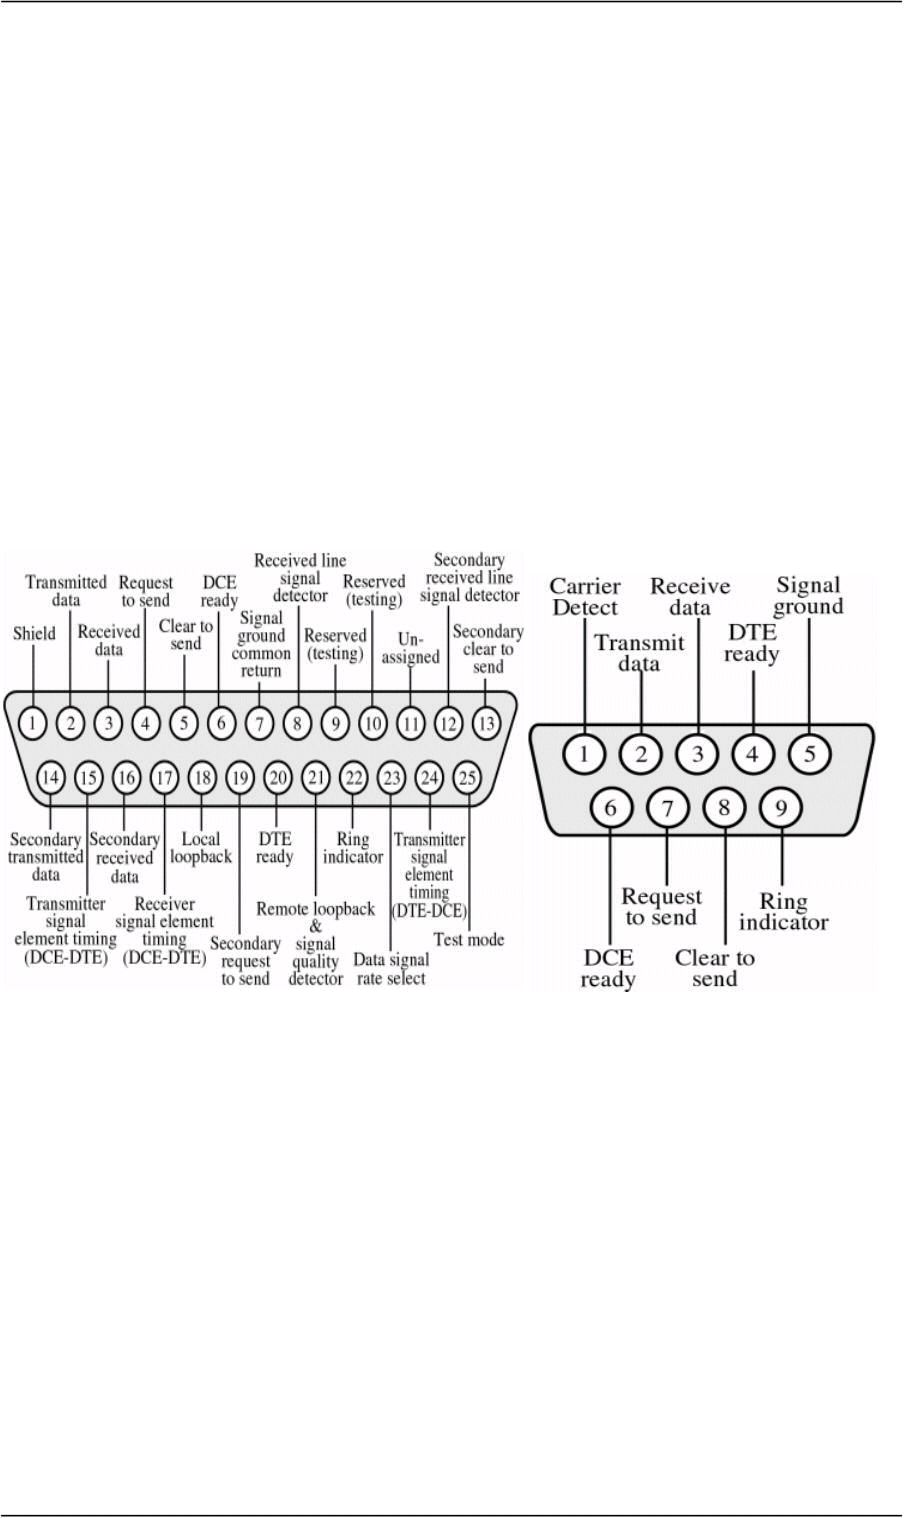 Shield
Transmitted
data
Received
data
Request
to send
Clear to
send
DCE
ready
Signal
ground
common
return
Received line
signal
detector
Reserved
(testing)
Reserved
(testing)
Un-
assigned
Secondary
received line
signal detector
Secondary
clear to
send
1 2 3 4 5 6 7 8 9 10 11 12 13
14 15 16 17 18 19 20 21 22 23 24 25
Secondary
transmitted
data
Transmitter
signal
element timing
(DCE-DTE)
Secondary
received
data
Receiver
signal element
timing
(DCE-DTE)
Local
loopback
Secondary
request
to send
DTE
ready
Remote loopback
&
signal
quality
detector
Ring
indicator
Data signal
rate select
Transmitter
signal
element
timing
(DTE-DCE)
Test mode
Carrier
Detect
Transmit
data
Receive
data
DTE
ready
Signal
ground
1 2 3 4 5
6 7 8 9
DCE
ready
Request
to send
Clear to
send
Ring
indicator